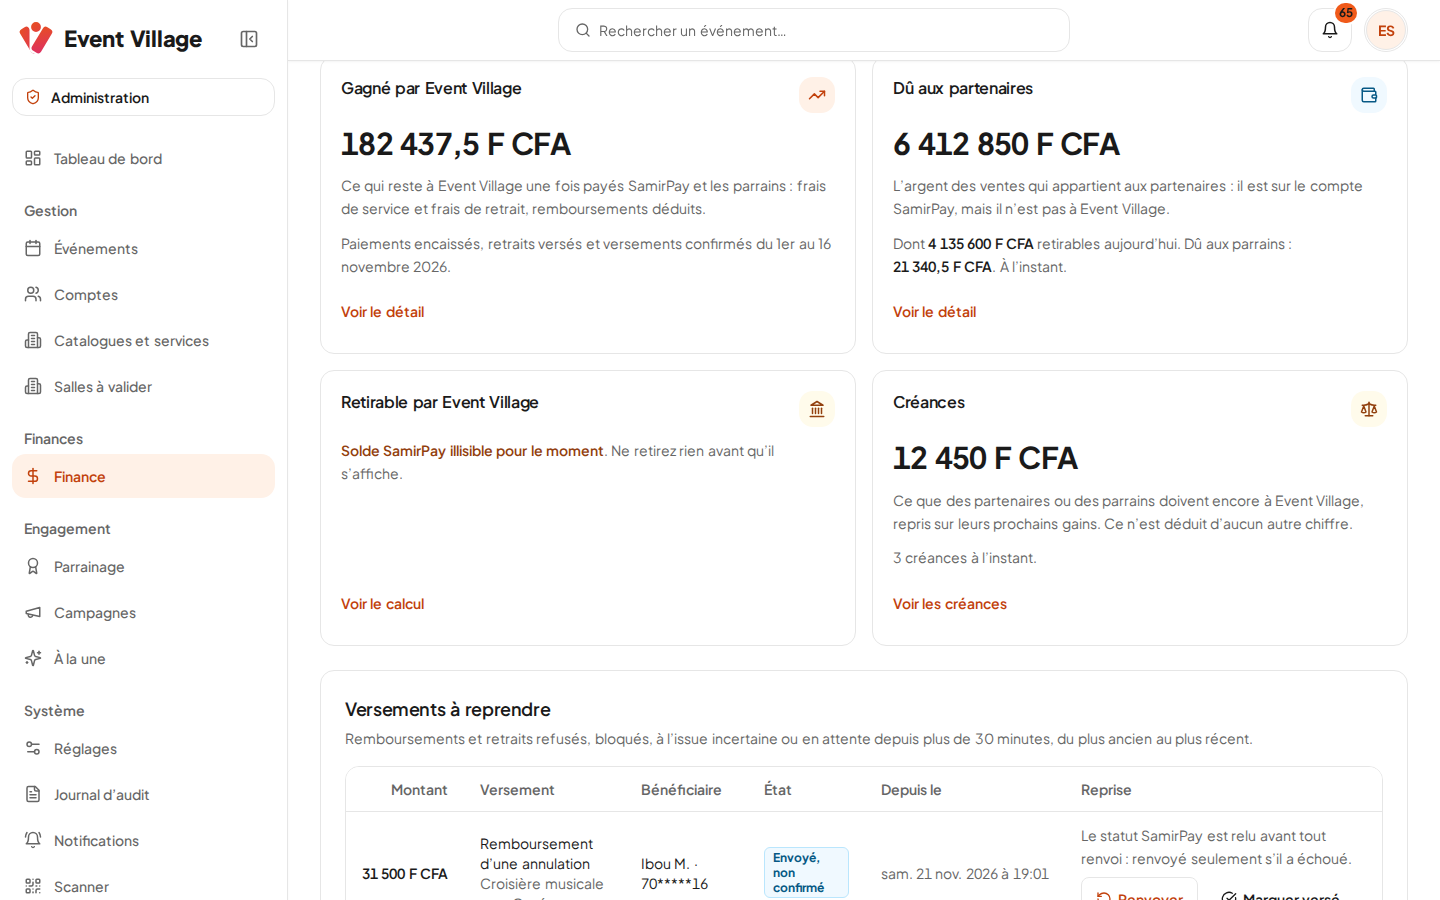 Event Village
Rechercher un événement...
65
ES
Administration
Tableau de bord
Gestion
Événements
Comptes
Catalogues et services
Salles à valider
Finances
Finance
Engagement
Parrainage
Campagnes
À la une
Système
Réglages
Journal d'audit
Notifications
Scanner
Gagné par Event Village
182 437,5 F CFA
Ce qui reste à Event Village une fois payés SamirPay et les parrains : frais
de service et frais de retrait, remboursements déduits.
Paiements encaissés, retraits versés et versements confirmés du 1er au 16
novembre 2026.
Voir le détail
Dû aux partenaires
6 412 850 F CFA
L'argent des ventes qui appartient aux partenaires : il est sur le compte
SamirPay, mais il n'est pas à Event Village.
Dont 4 135 600 F CFA retirables aujourd'hui. Dû aux parrains :
21 340,5 F CFA. À l'instant.
Voir le détail
Retirable par Event Village
Solde SamirPay illisible pour le moment. Ne retirez rien avant qu'il
s'affiche.
Voir le calcul
Créances
12 450 F CFA
Ce que des partenaires ou des parrains doivent encore à Event Village,
repris sur leurs prochains gains. Ce n'est déduit d'aucun autre chiffre.
3 créances à l'instant.
Voir les créances
Versements à reprendre
Remboursements et retraits refusés, bloqués, à l'issue incertaine ou en attente depuis plus de 30 minutes, du plus ancien au plus récent.
Montant Versement Bénéficiaire État Depuis le Reprise
31 500 F CFA
Remboursement
d'une annulation
Croisière musicale
Ibou M. ·
70*****16
Envoyé,
non
confirmé
sam. 21 nov. 2026 à 19:01
Le statut SamirPay est relu avant tout
renvoi : renvoyé seulement s'il a échoué.
Renvoyer
Marquer versé